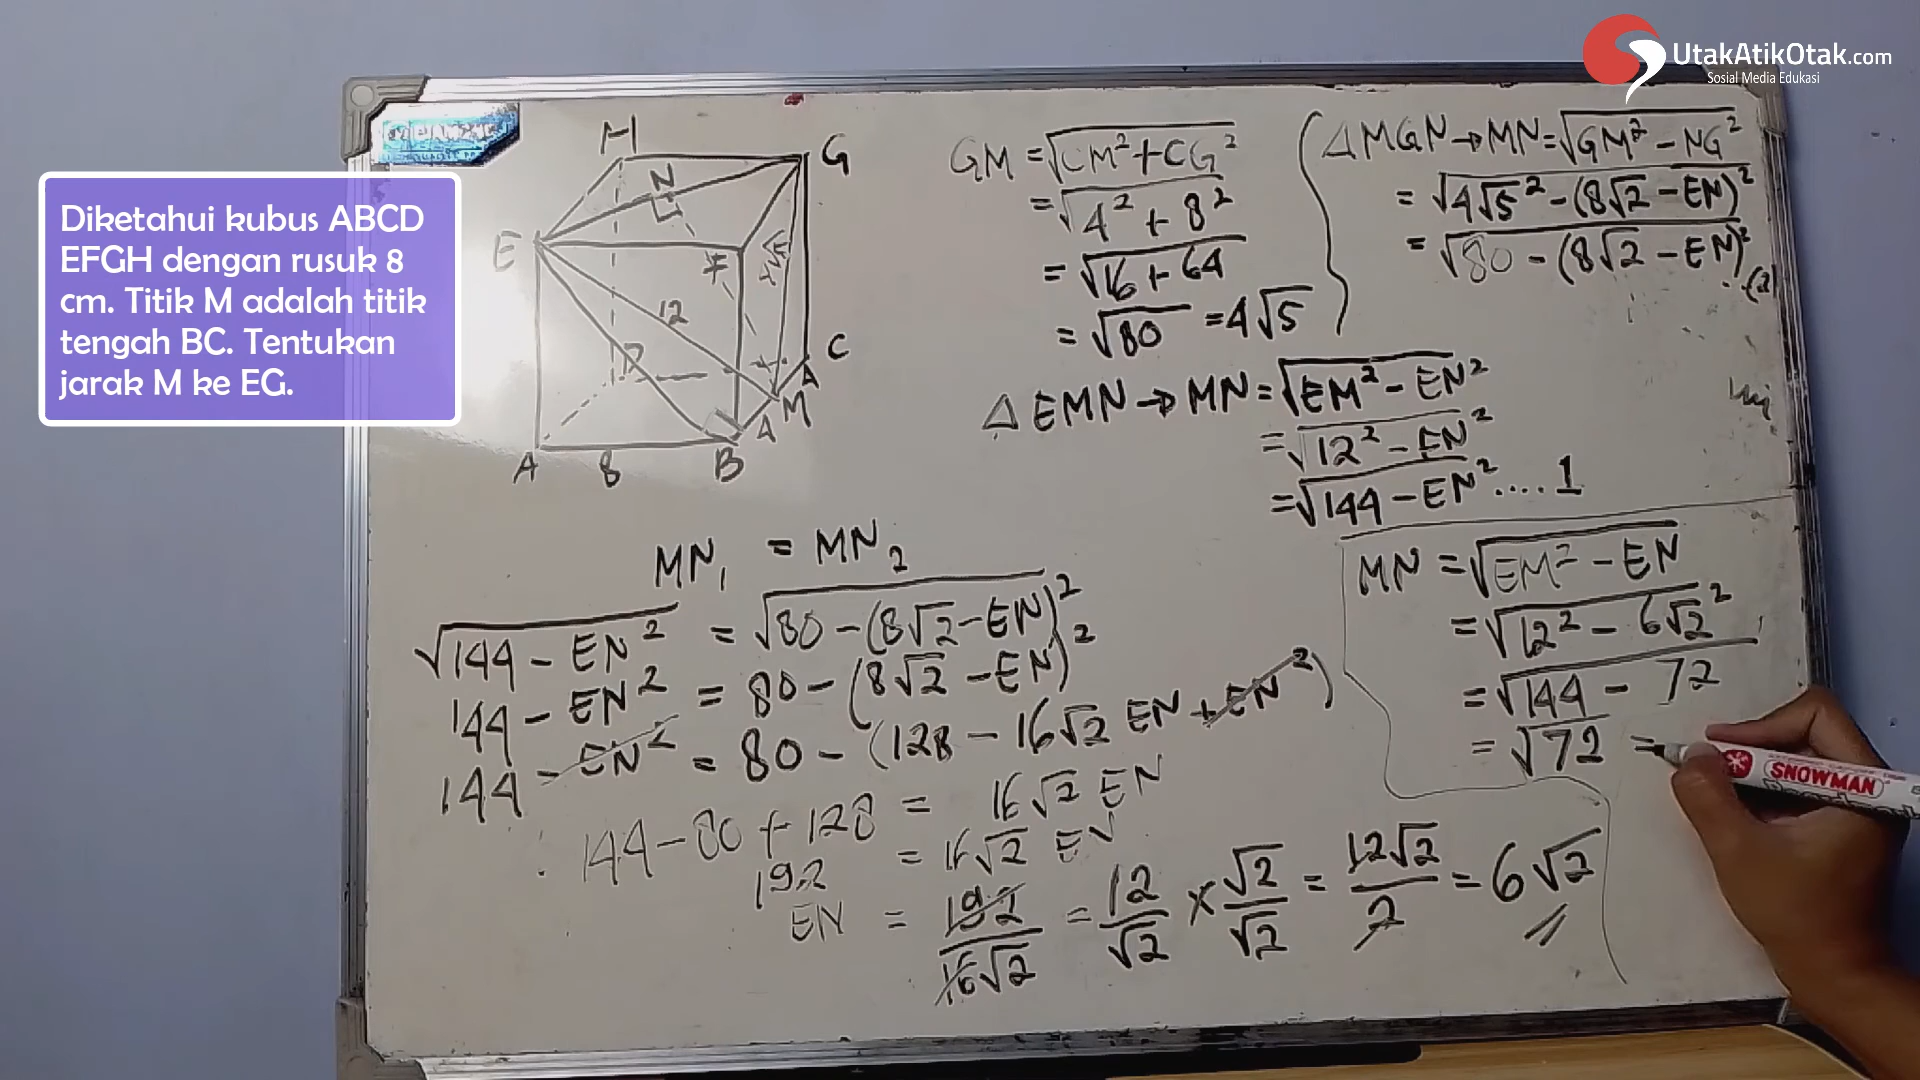 UtakAtikOtak.com
Sosial Media Edukasi
Diketahui kubus ABCD
EFGH dengan rusuk 8
cm. Titik M adalah titik
tengah BC. Tentukan
jarak M ke EG.
H
G
N
E
F
4√5
12
D
C
4
M
4
A
8
B
GM = √CM² + CG²
= √4² + 8²
= √16 + 64
= √80 = 4√5
△ MGN → MN = √GM² - NG²
= √4√5² - (8√2 - EN)²
= √80 - (8√2 - EN)² ..(2)
△ EMN → MN = √EM² - EN²
= √12² - EN²
= √144 - EN² .... 1
MN₁ = MN₂
√144 - EN² = √80 - (8√2 - EN)²
144 - EN² = 80 - (8√2 - EN)²
144 - EN² = 80 - (128 - 16√2 EN + EN²)
144 - 80 + 128 = 16√2 EN
192 = 16√2 EN
EN = 192/16√2 = 12/√2 × √2/√2 = 12√2/2 = 6√2
MN = √EM² - EN
= √12² - 6√2²
= √144 - 72
= √72 =
SNOWMAN